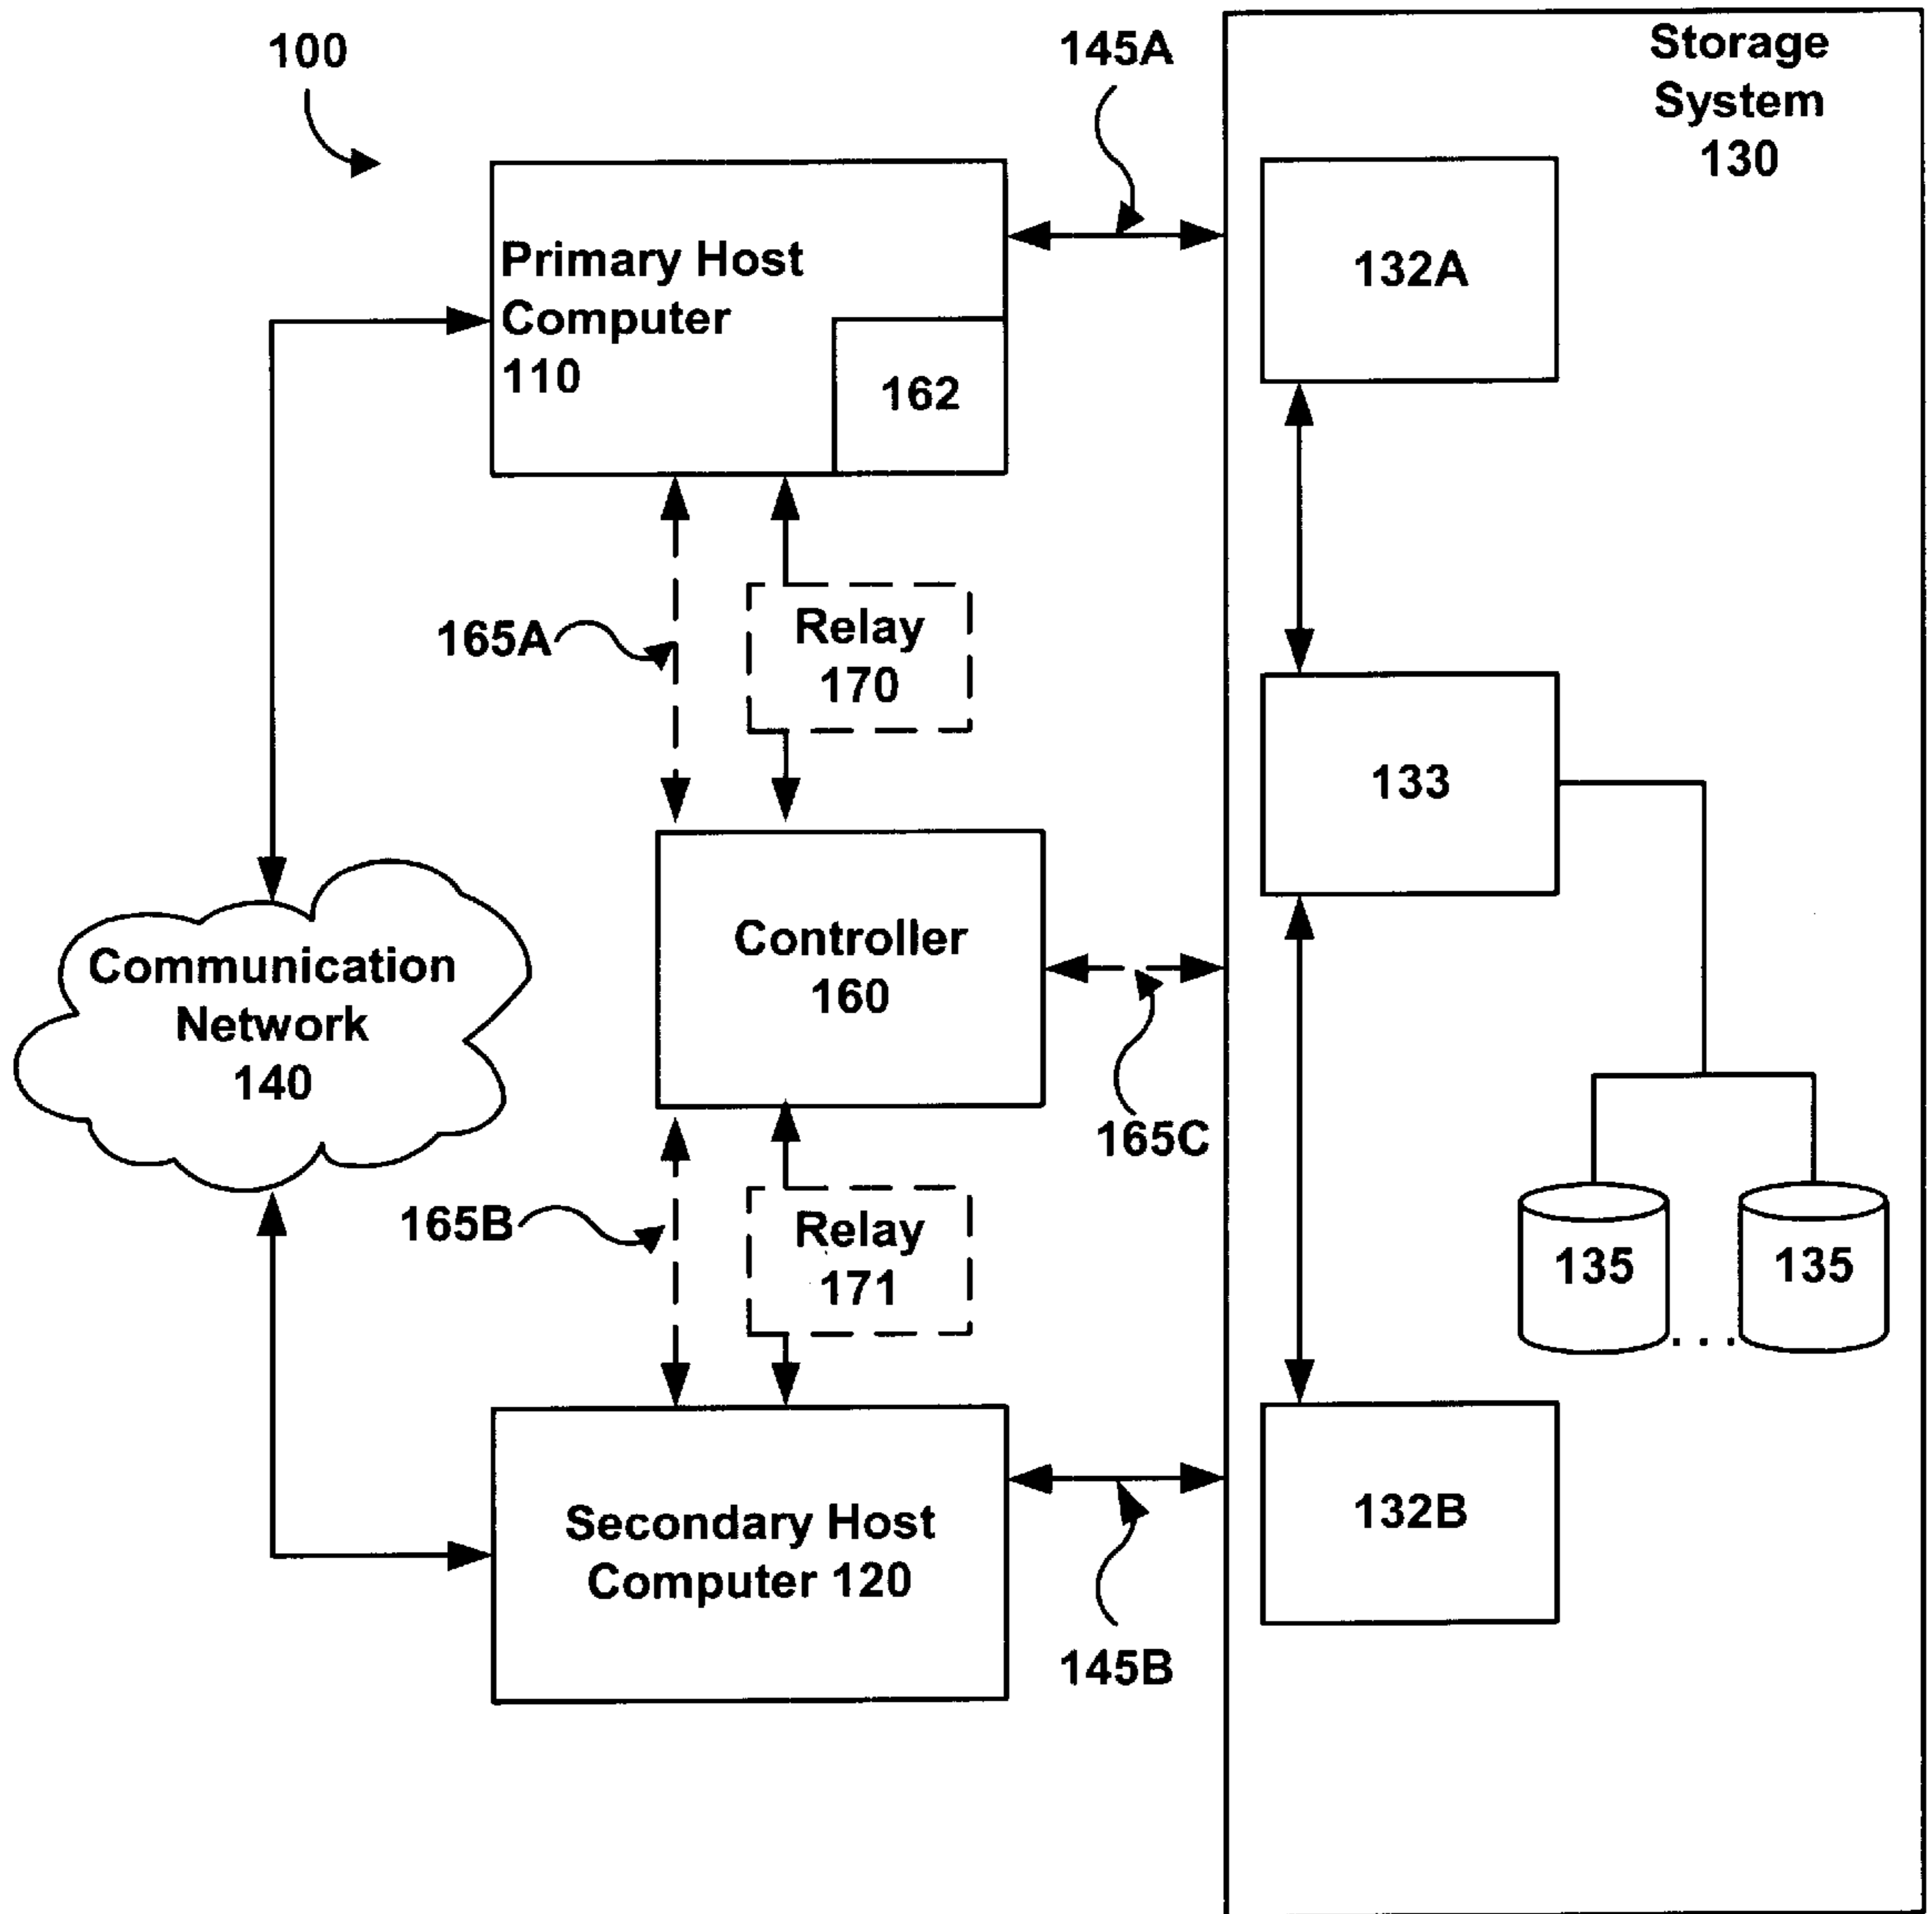 100
145A
Storage
System
130
Primary Host
Computer
110
162
132A
165A
Relay
170
133
Communication
Network
140
Controller
160
165C
165B
Relay
171
135
135
. . .
Secondary Host
Computer 120
132B
145B